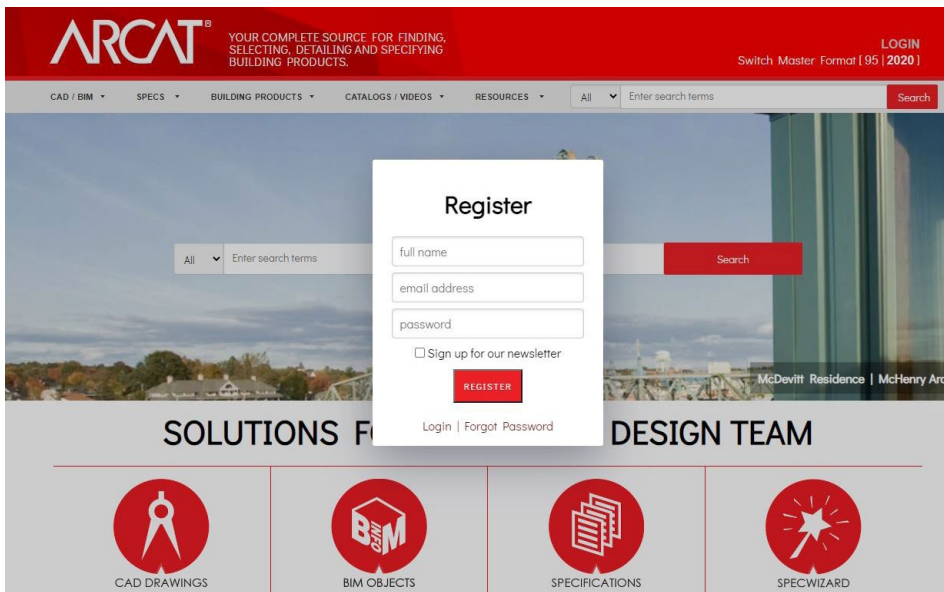 ARCAT®
YOUR COMPLETE SOURCE FOR FINDING,
SELECTING, DETAILING AND SPECIFYING
BUILDING PRODUCTS.
LOGIN
Switch Master Format [ 95 | 2020 ]
CAD / BIM SPECS BUILDING PRODUCTS CATALOGS / VIDEOS RESOURCES All Enter search terms Search
Register
full name
All Enter search terms Search
email address
password
Sign up for our newsletter
REGISTER
McDevitt Residence | McHenry Arc
Login | Forgot Password
SOLUTIONS F DESIGN TEAM
BIM INFO
CAD DRAWINGS BIM OBJECTS SPECIFICATIONS SPECWIZARD